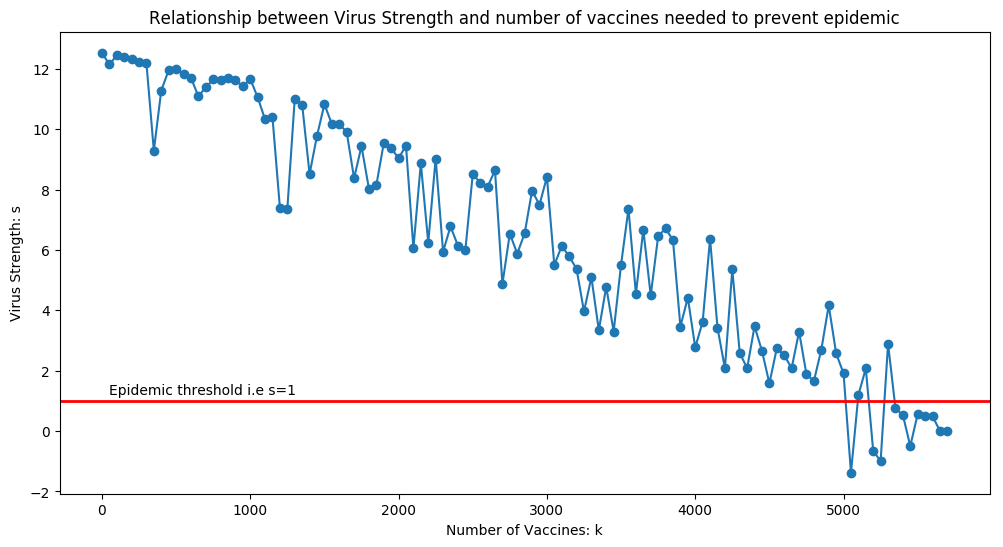 Relationship between Virus Strength and number of vaccines needed to prevent epidemic
12
10
8
6
4
2
0
−2
Virus Strength: s
Epidemic threshold i.e s=1
0 1000 2000 3000 4000 5000
Number of Vaccines: k